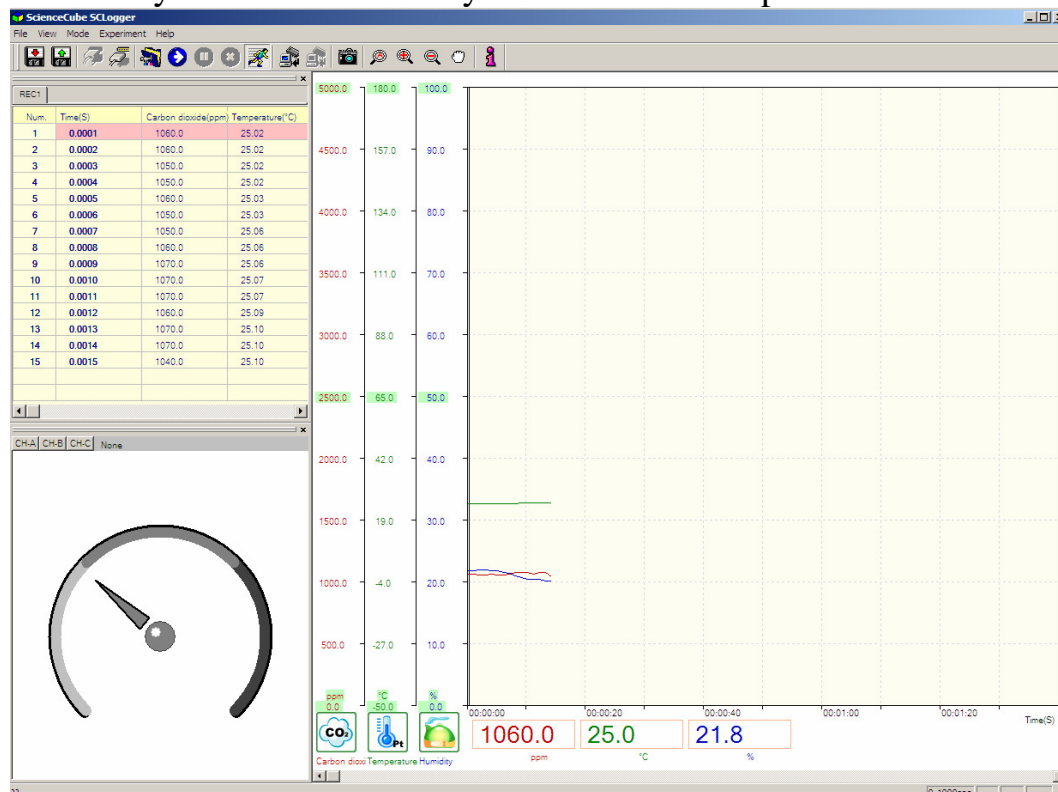 ScienceCube SCLogger
File View Mode Experiment Help
REC1
Num. Time(S) Carbon dioxide(ppm) Temperature(°C)
1 0.0001 1060.0 25.02
2 0.0002 1060.0 25.02
3 0.0003 1050.0 25.02
4 0.0004 1050.0 25.02
5 0.0005 1060.0 25.03
6 0.0006 1050.0 25.03
7 0.0007 1050.0 25.06
8 0.0008 1060.0 25.06
9 0.0009 1070.0 25.06
10 0.0010 1070.0 25.07
11 0.0011 1070.0 25.07
12 0.0012 1060.0 25.09
13 0.0013 1070.0 25.10
14 0.0014 1070.0 25.10
15 0.0015 1040.0 25.10
CH-A CH-B CH-C None
5000.0 180.0 100.0
4500.0 157.0 90.0
4000.0 134.0 80.0
3500.0 111.0 70.0
3000.0 88.0 60.0
2500.0 65.0 50.0
2000.0 42.0 40.0
1500.0 19.0 30.0
1000.0 -4.0 20.0
500.0 -27.0 10.0
ppm °C %
0.0 -50.0 0.0
00:00:00 00:00:20 00:00:40 00:01:00 00:01:20 Time(S)
CO₂ Pt
1060.0 25.0 21.8
ppm °C %
Carbon dioxi Temperature Humidity